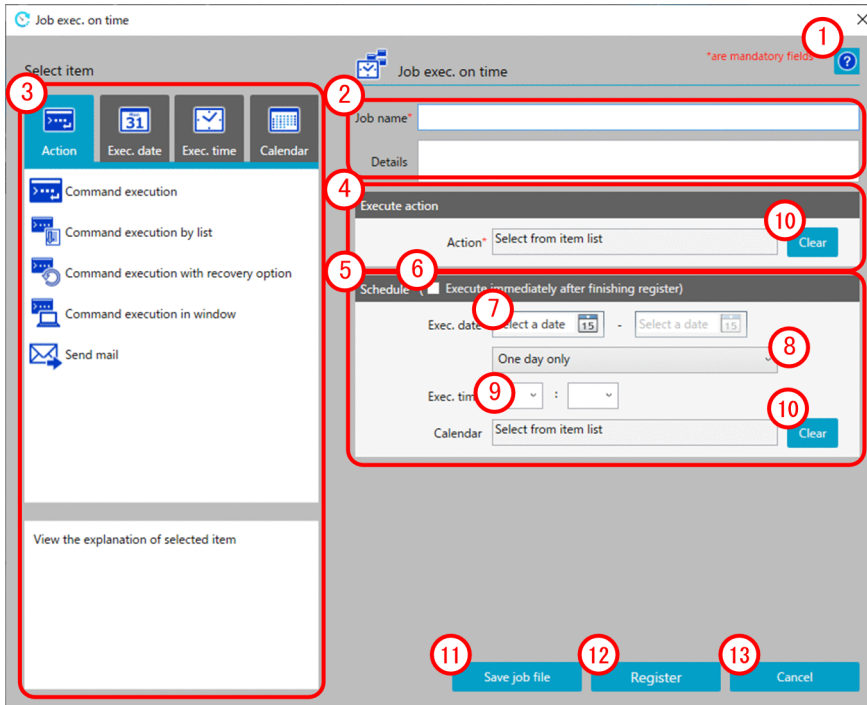 Job exec. on time
Select item
Job exec. on time
*are mandatory fields
1
?
3
31
Action
Exec. date
Exec. time
Calendar
Command execution
Command execution by list
Command execution with recovery option
Command execution in window
Send mail
View the explanation of selected item
2
Job name*
Details
4
Execute action
10
Action*
Select from item list
Clear
5
6
Schedule
( Execute immediately after finishing register)
7
Exec. date
Select a date
15
-
Select a date
15
8
One day only
9
Exec. time
:
10
Calendar
Select from item list
Clear
11
12
13
Save job file
Register
Cancel